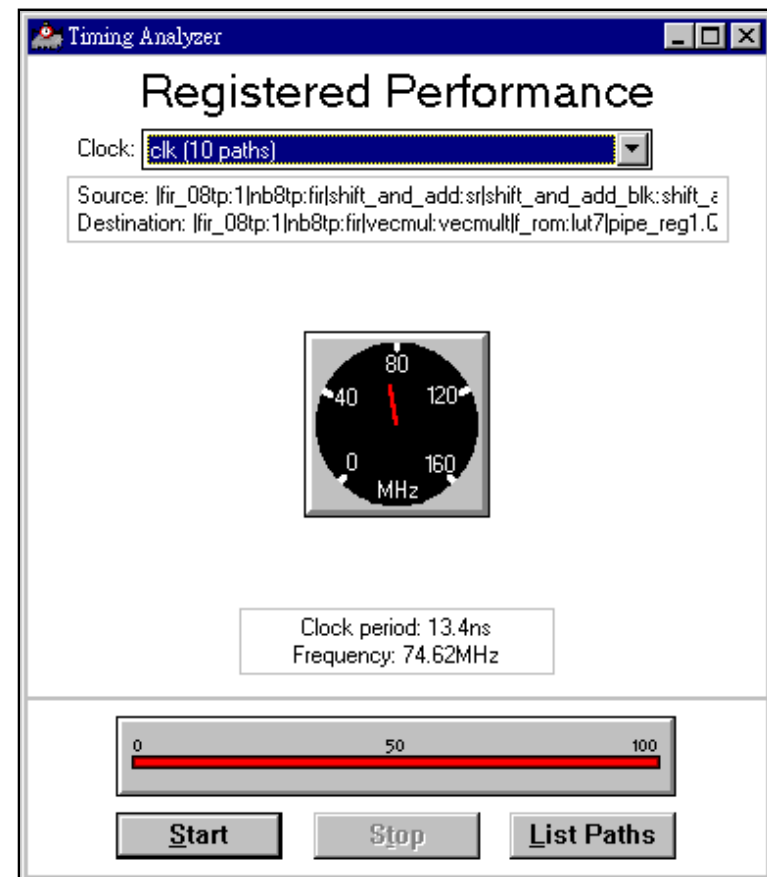 Timing Analyzer
Registered Performance
Clock: clk (10 paths)
Source: |fir_08tp:1|nb8tp:fir|shift_and_add:sr|shift_and_add_blk:shift_a
Destination: |fir_08tp:1|nb8tp:fir|vecmul:vecmult|f_rom:lut7|pipe_reg1.Q
80
40 120
0 160
MHz
Clock period: 13.4ns
Frequency: 74.62MHz
0 50 100
Start Stop List Paths